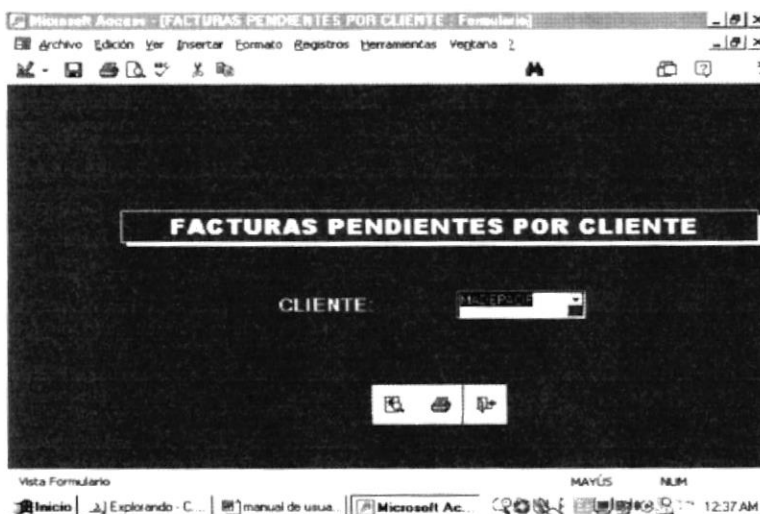 Microsoft Access - [FACTURAS PENDIENTES POR CLIENTE : Formulario]
Archivo Edición Ver Insertar Formato Registros Herramientas Ventana ?
FACTURAS PENDIENTES POR CLIENTE
CLIENTE: MADEPACIF
Vista Formulario MAYÚS NUM
Inicio Explorando - C... manual de usua... Microsoft Ac... 12:37 AM